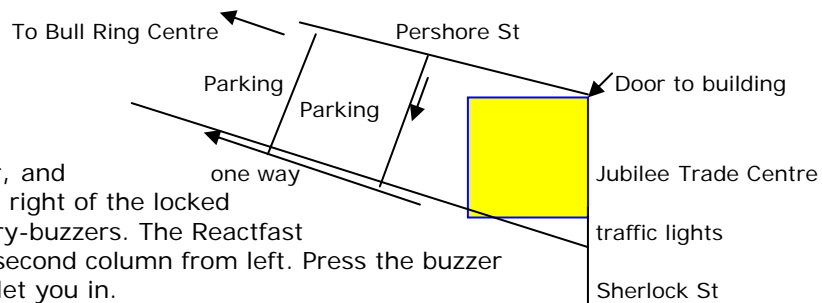 To Bull Ring Centre
Pershore St
Parking
Door to building
Parking
, and
one way
Jubilee Trade Centre
right of the locked
ry-buzzers. The Reactfast
traffic lights
second column from left. Press the buzzer
let you in.
Sherlock St